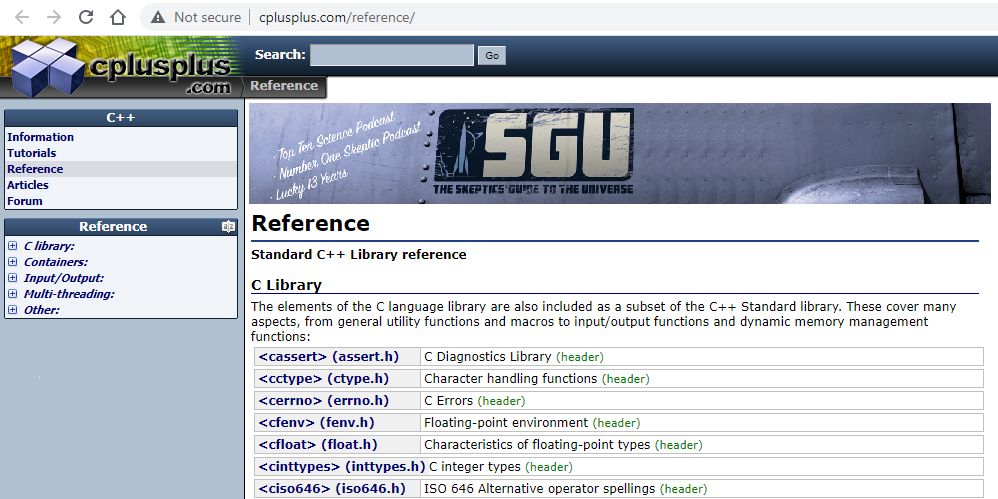 Not secure | cplusplus.com/reference/
cplusplus
.com
Search: Go
Reference
C++
Information
Tutorials
Reference
Articles
Forum
Reference
C library:
Containers:
Input/Output:
Multi-threading:
Other:
· Top Ten Science Podcast
· Number One Skeptic Podcast
· Lucky 13 Years
SGU
THE SKEPTICS' GUIDE TO THE UNIVERSE
Reference
Standard C++ Library reference
C Library
The elements of the C language library are also included as a subset of the C++ Standard library. These cover many
aspects, from general utility functions and macros to input/output functions and dynamic memory management
functions:
<cassert> (assert.h) C Diagnostics Library (header)
<cctype> (ctype.h) Character handling functions (header)
<cerrno> (errno.h) C Errors (header)
<cfenv> (fenv.h) Floating-point environment (header)
<cfloat> (float.h) Characteristics of floating-point types (header)
<cinttypes> (inttypes.h) C integer types (header)
<ciso646> (iso646.h) ISO 646 Alternative operator spellings (header)